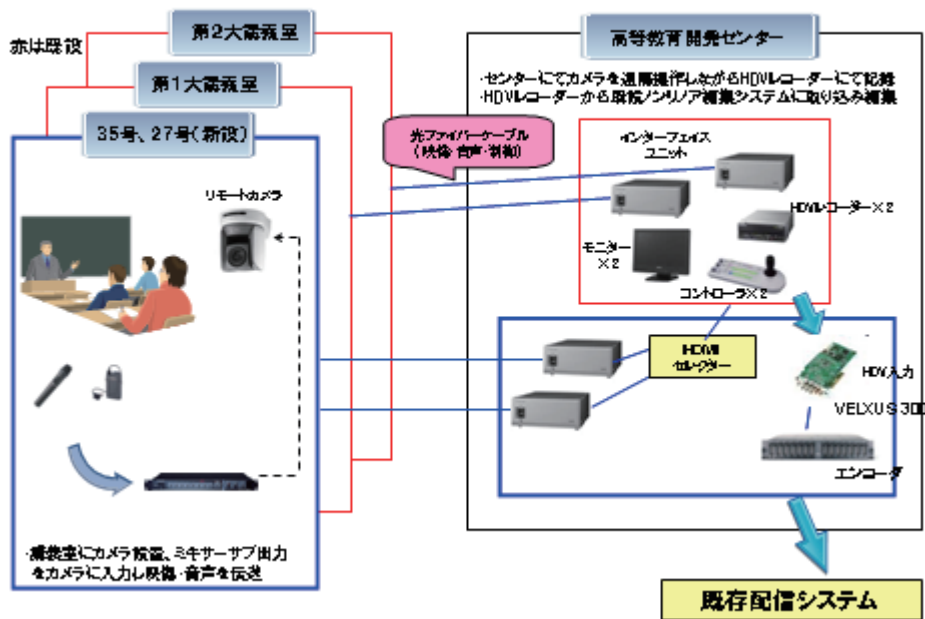 赤は既設
第2大講義室
第1大講義室
35号、27号(新設)
リモートカメラ
・講義室にカメラ設置、ミキサーサブ出力
をカメラに入力し映像・音声を伝送
光ファイバーケーブル
(映像・音声・制御)
高等教育開発センター
・センターにてカメラを遠隔操作しながらHDVレコーダーにて記録
・HDVレコーダーから既設ノンリノア編集システムに取り込み編集
インターフェイス
ユニット
HDVレコーダー×2
モニター
×2
コントローラ×2
HDMI
セレクター
HDV入力
VELXUS300
エンコーダ
既存配信システム